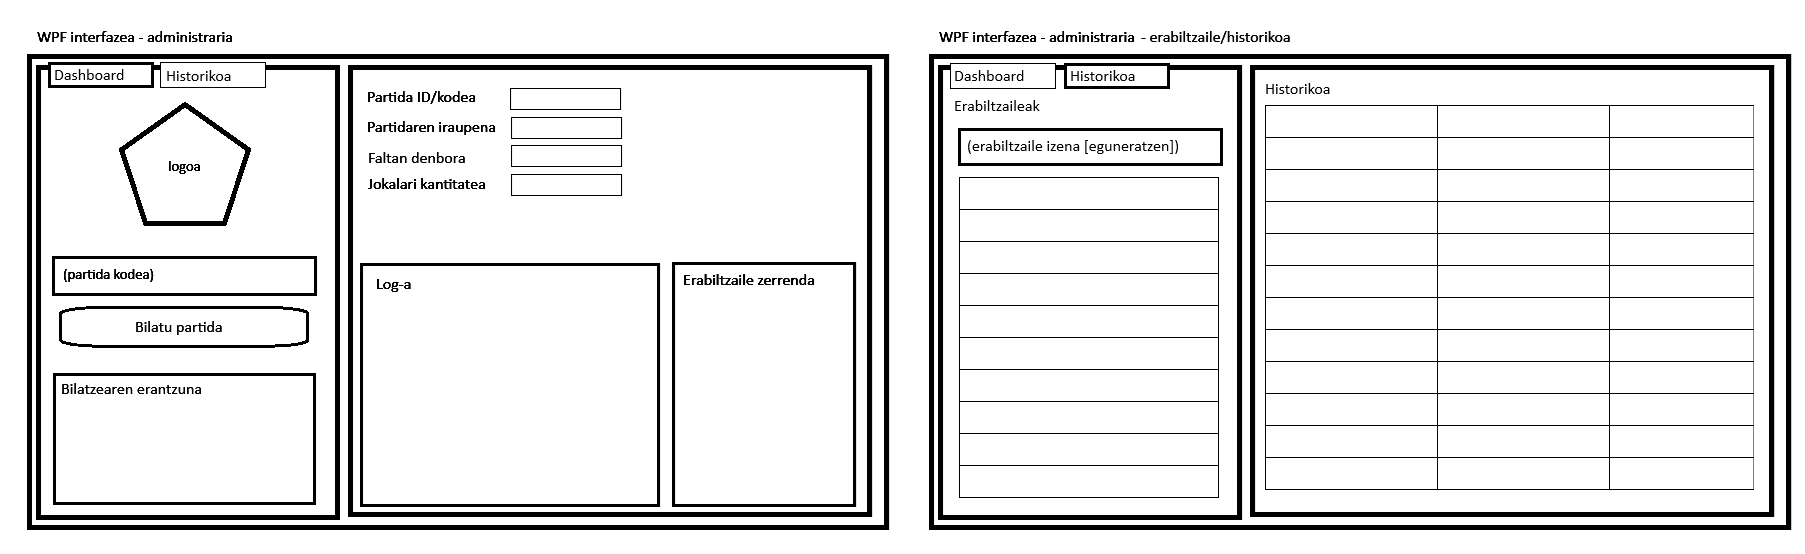 WPF interfazea - administraria
Dashboard
Historikoa
logoa
(partida kodea)
Bilatu partida
Bilatzearen erantzuna
Partida ID/kodea
Partidaren iraupena
Faltan denbora
Jokalari kantitatea
Log-a
Erabiltzaile zerrenda
WPF interfazea - administraria - erabiltzaile/historikoa
Dashboard
Historikoa
Erabiltzaileak
(erabiltzaile izena [eguneratzen])
Historikoa